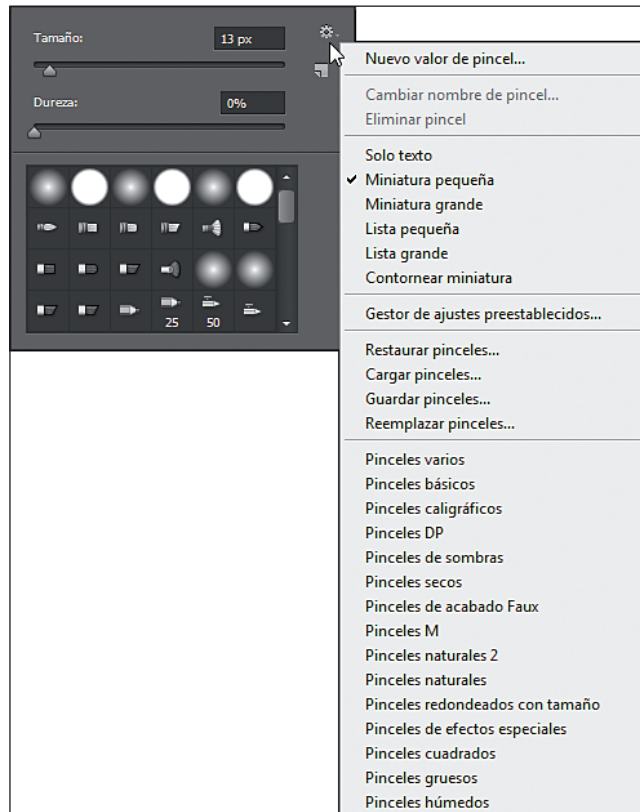 Tamaño: 13 px
Dureza: 0%
25 50
Nuevo valor de pincel...
Cambiar nombre de pincel...
Eliminar pincel
Solo texto
Miniatura pequeña
Miniatura grande
Lista pequeña
Lista grande
Contornear miniatura
Gestor de ajustes preestablecidos...
Restaurar pinceles...
Cargar pinceles...
Guardar pinceles...
Reemplazar pinceles...
Pinceles varios
Pinceles básicos
Pinceles caligráficos
Pinceles DP
Pinceles de sombras
Pinceles secos
Pinceles de acabado Faux
Pinceles M
Pinceles naturales 2
Pinceles naturales
Pinceles redondeados con tamaño
Pinceles de efectos especiales
Pinceles cuadrados
Pinceles gruesos
Pinceles húmedos